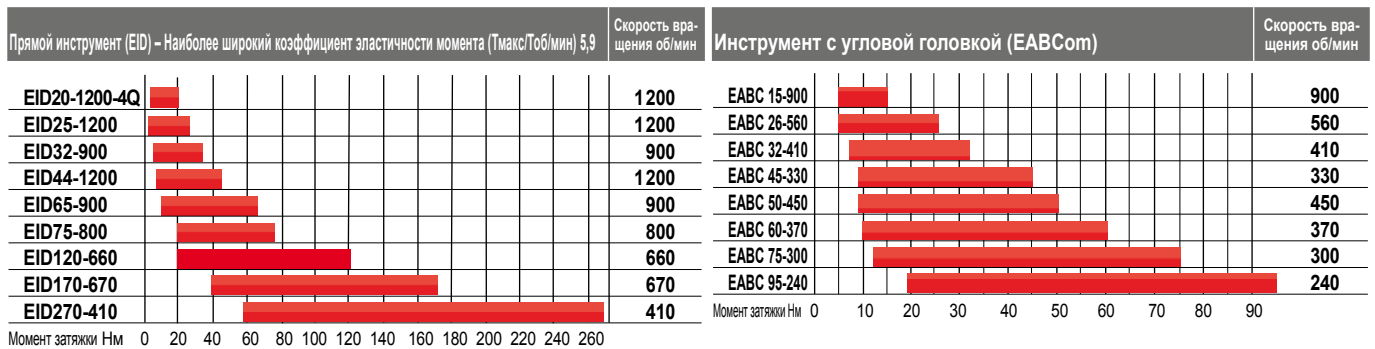 Прямой инструмент (EID) – Наиболее широкий коэффициент эластичности момента (Tмакс/Тоб/мин) 5,9
Скорость вра-
щения об/мин
EID20-1200-4Q 1200
EID25-1200 1200
EID32-900 900
EID44-1200 1200
EID65-900 900
EID75-800 800
EID120-660 660
EID170-670 670
EID270-410 410
Момент затяжки Нм 0 20 40 60 80 100 120 140 160 180 200 220 240 260
Инструмент с угловой головкой (EABCom)
Скорость вра-
щения об/мин
EABC 15-900 900
EABC 26-560 560
EABC 32-410 410
EABC 45-330 330
EABC 50-450 450
EABC 60-370 370
EABC 75-300 300
EABC 95-240 240
Момент затяжки Нм 0 10 20 30 40 50 60 70 80 90